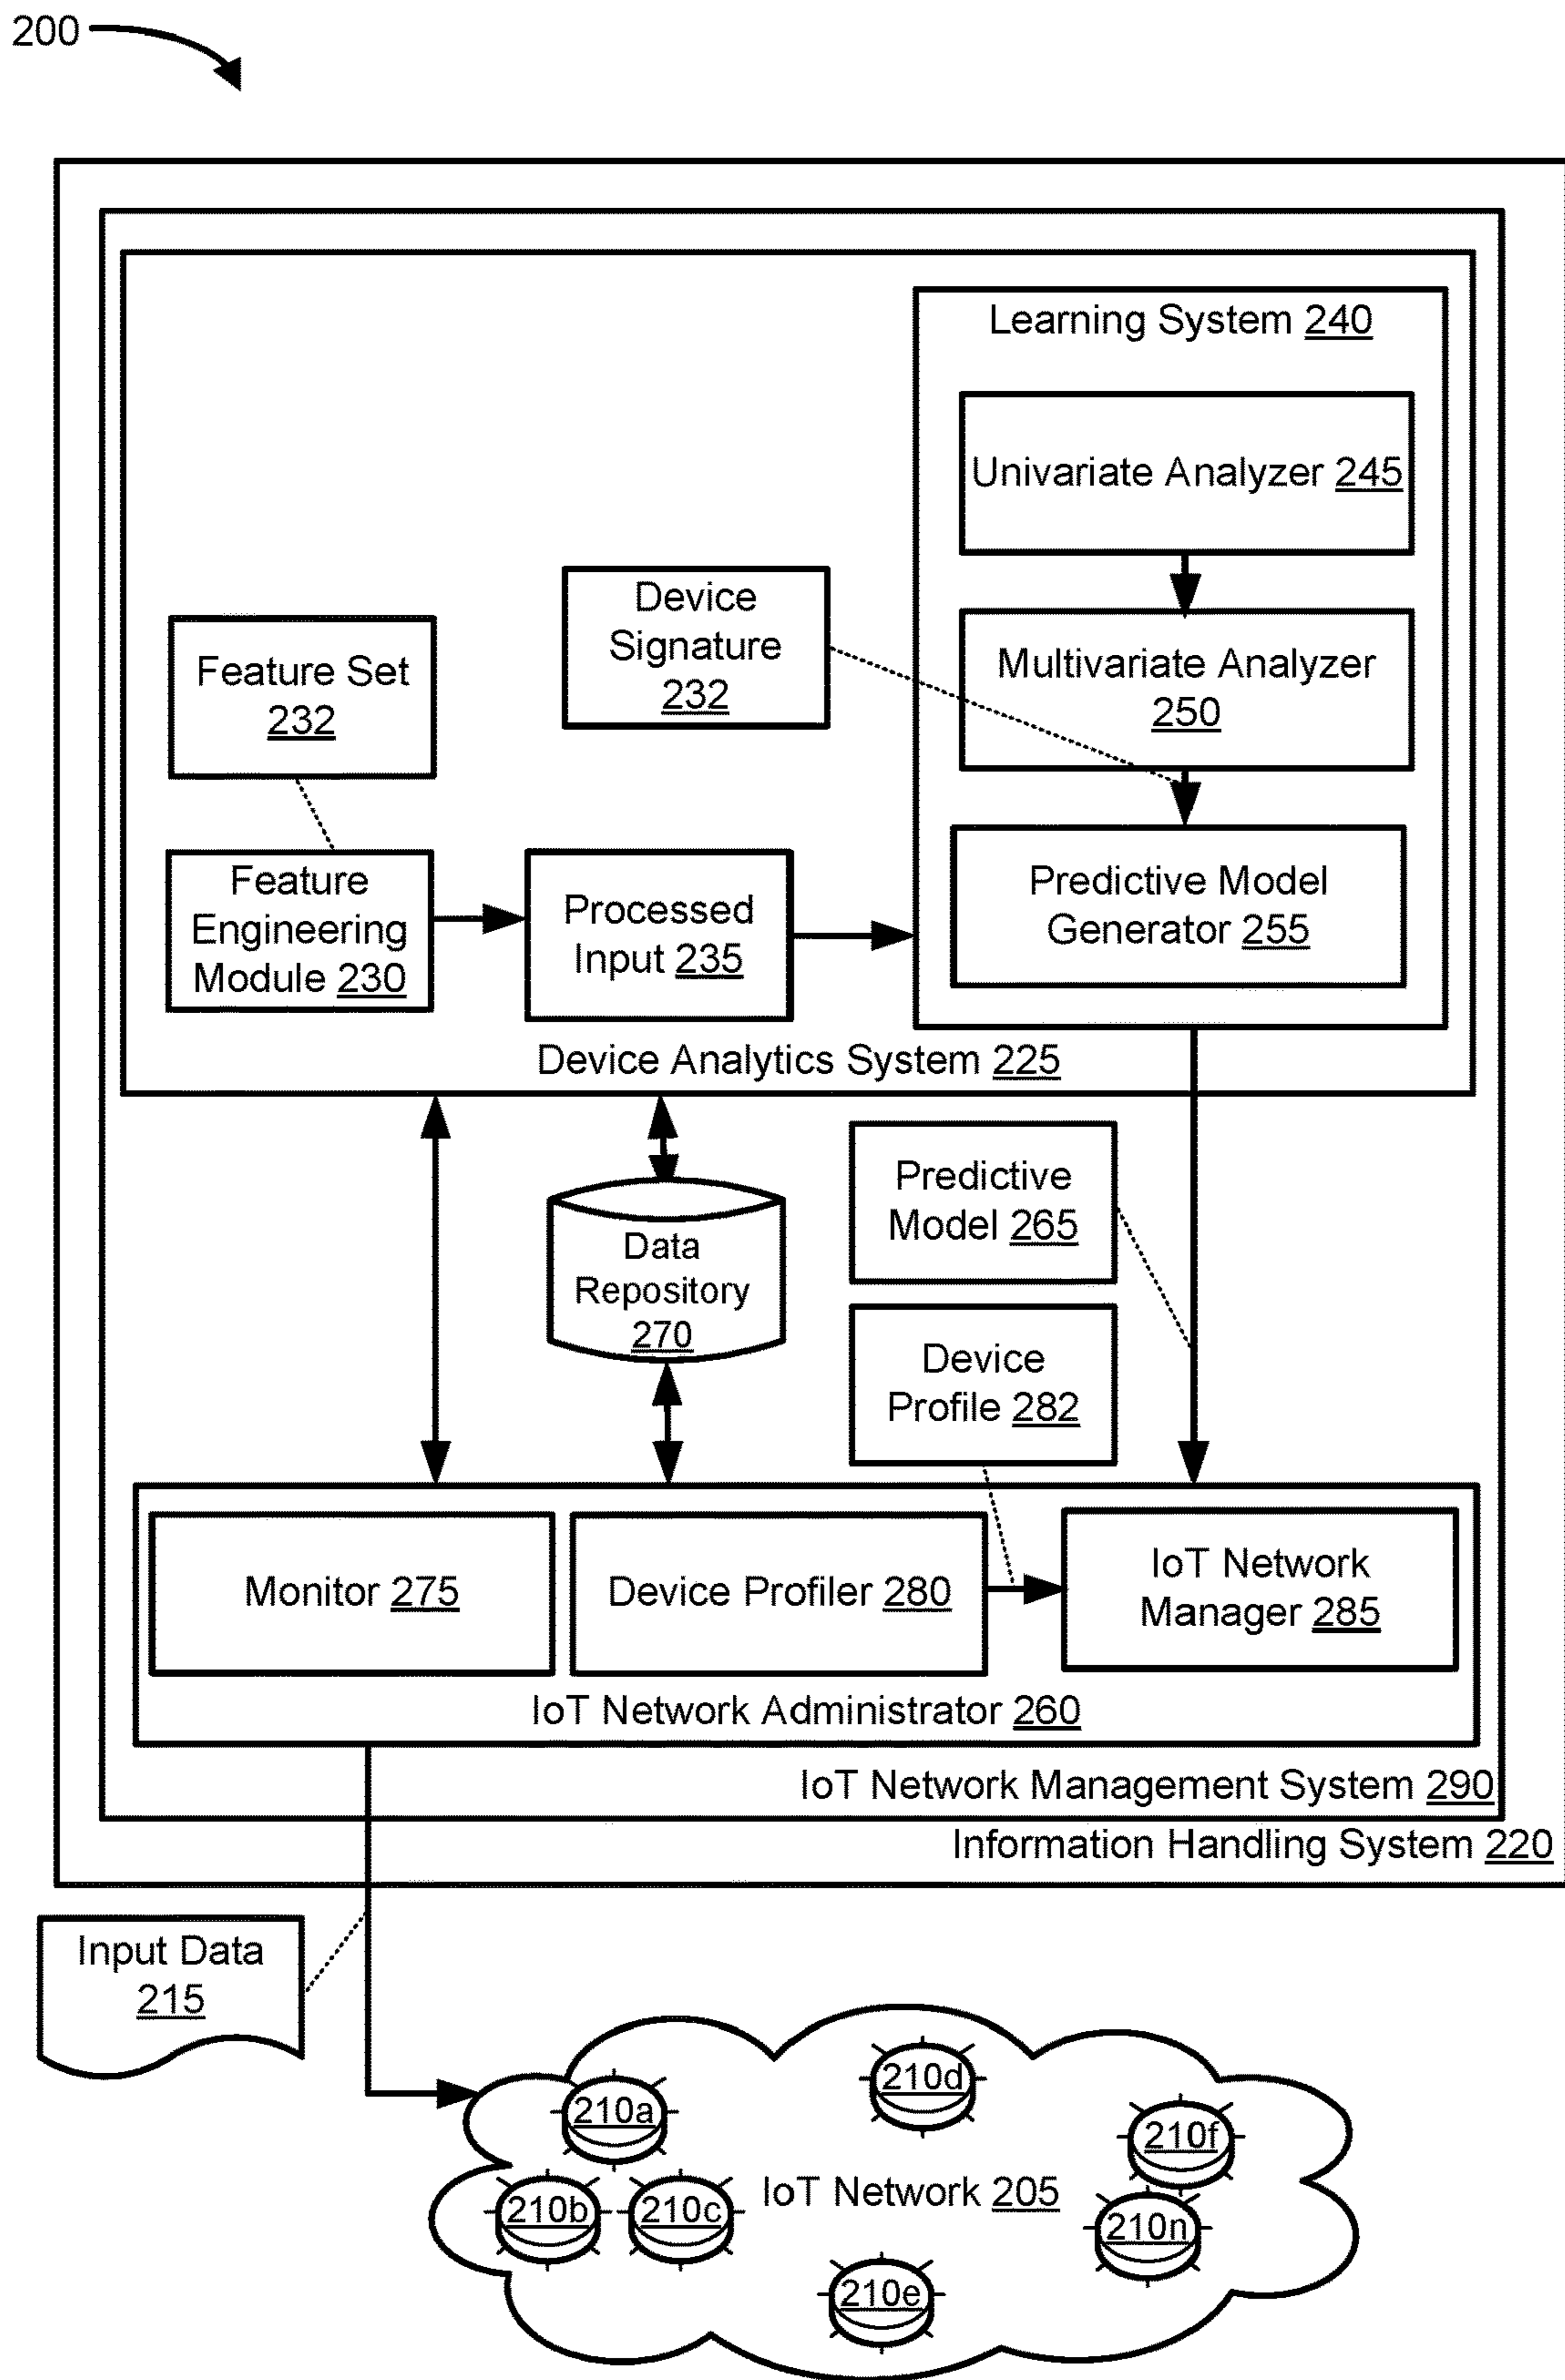 200
Learning System 240
Univariate Analyzer 245
Device
Signature
232
Feature Set
232
Multivariate Analyzer
250
Feature
Engineering
Module 230
Processed
Input 235
Predictive Model
Generator 255
Device Analytics System 225
Predictive
Model 265
Data
Repository
270
Device
Profile 282
Monitor 275
Device Profiler 280
IoT Network
Manager 285
IoT Network Administrator 260
IoT Network Management System 290
Information Handling System 220
Input Data
215
210a
210d
210f
210b
210c
IoT Network 205
210n
210e